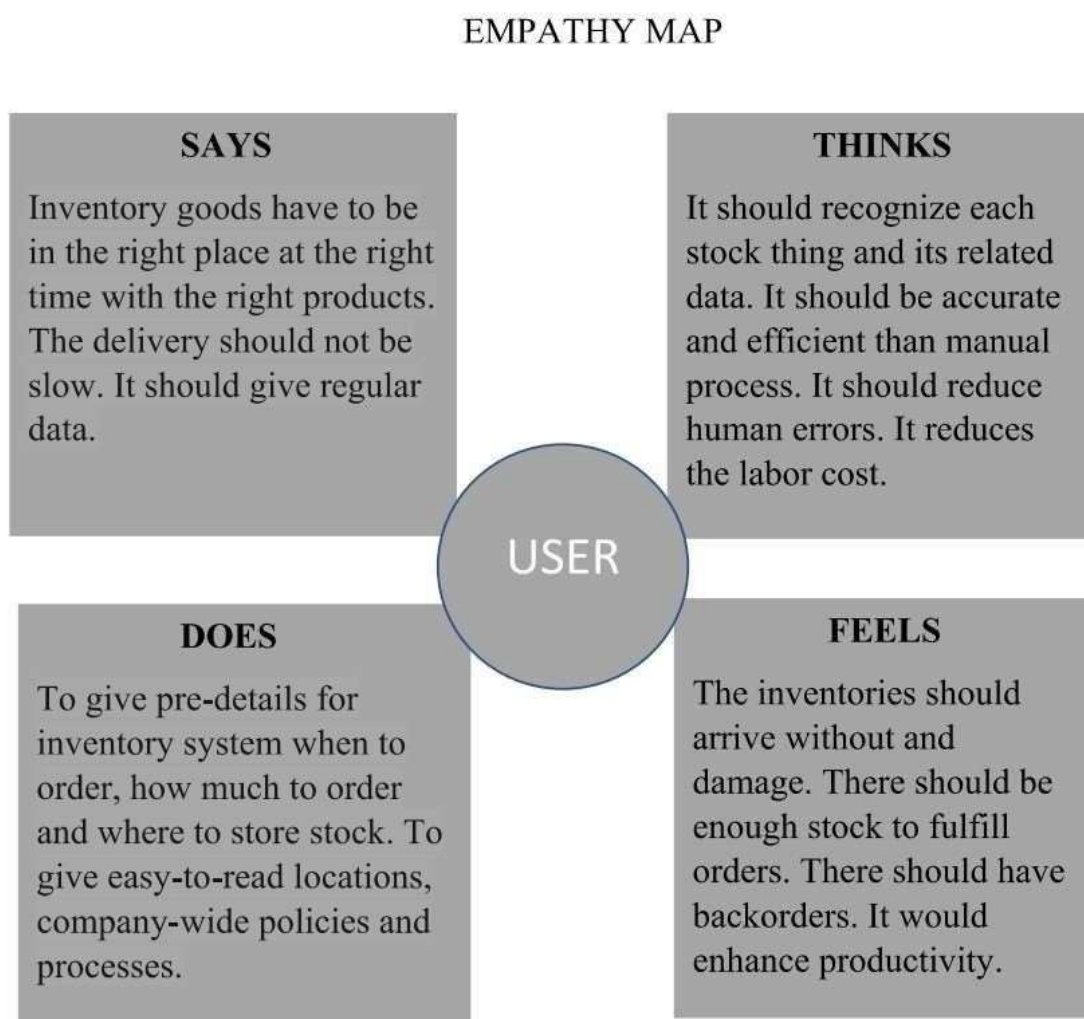 EMPATHY MAP
SAYS
Inventory goods have to be
in the right place at the right
time with the right products.
The delivery should not be
slow. It should give regular
data.
THINKS
It should recognize each
stock thing and its related
data. It should be accurate
and efficient than manual
process. It should reduce
human errors. It reduces
the labor cost.
USER
DOES
To give pre-details for
inventory system when to
order, how much to order
and where to store stock. To
give easy-to-read locations,
company-wide policies and
processes.
FEELS
The inventories should
arrive without and
damage. There should be
enough stock to fulfill
orders. There should have
backorders. It would
enhance productivity.